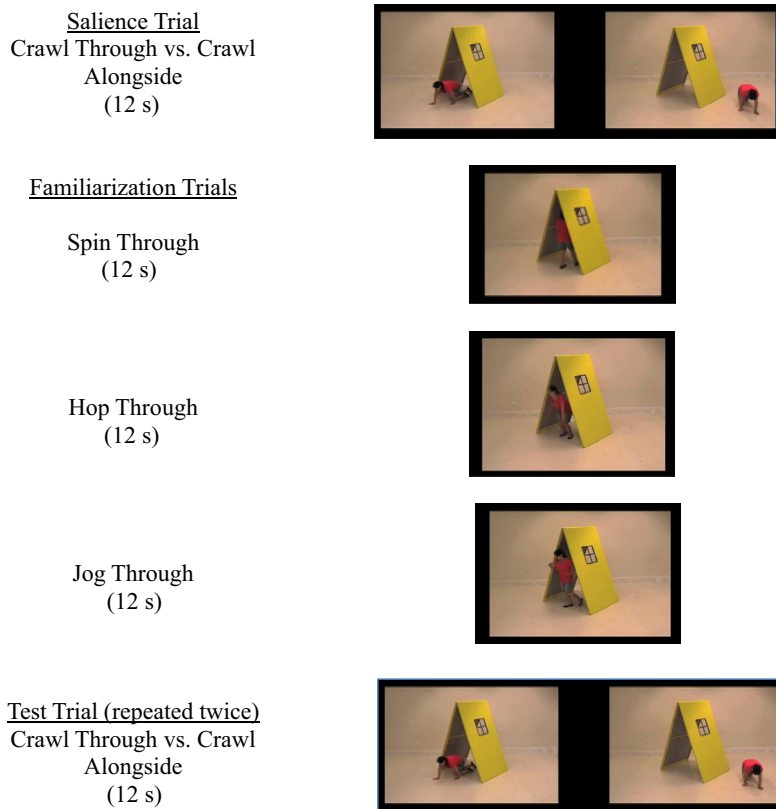 Salience Trial
Crawl Through vs. Crawl
Alongside
(12 s)
Familiarization Trials
Spin Through
(12 s)
Hop Through
(12 s)
Jog Through
(12 s)
Test Trial (repeated twice)
Crawl Through vs. Crawl
Alongside
(12 s)